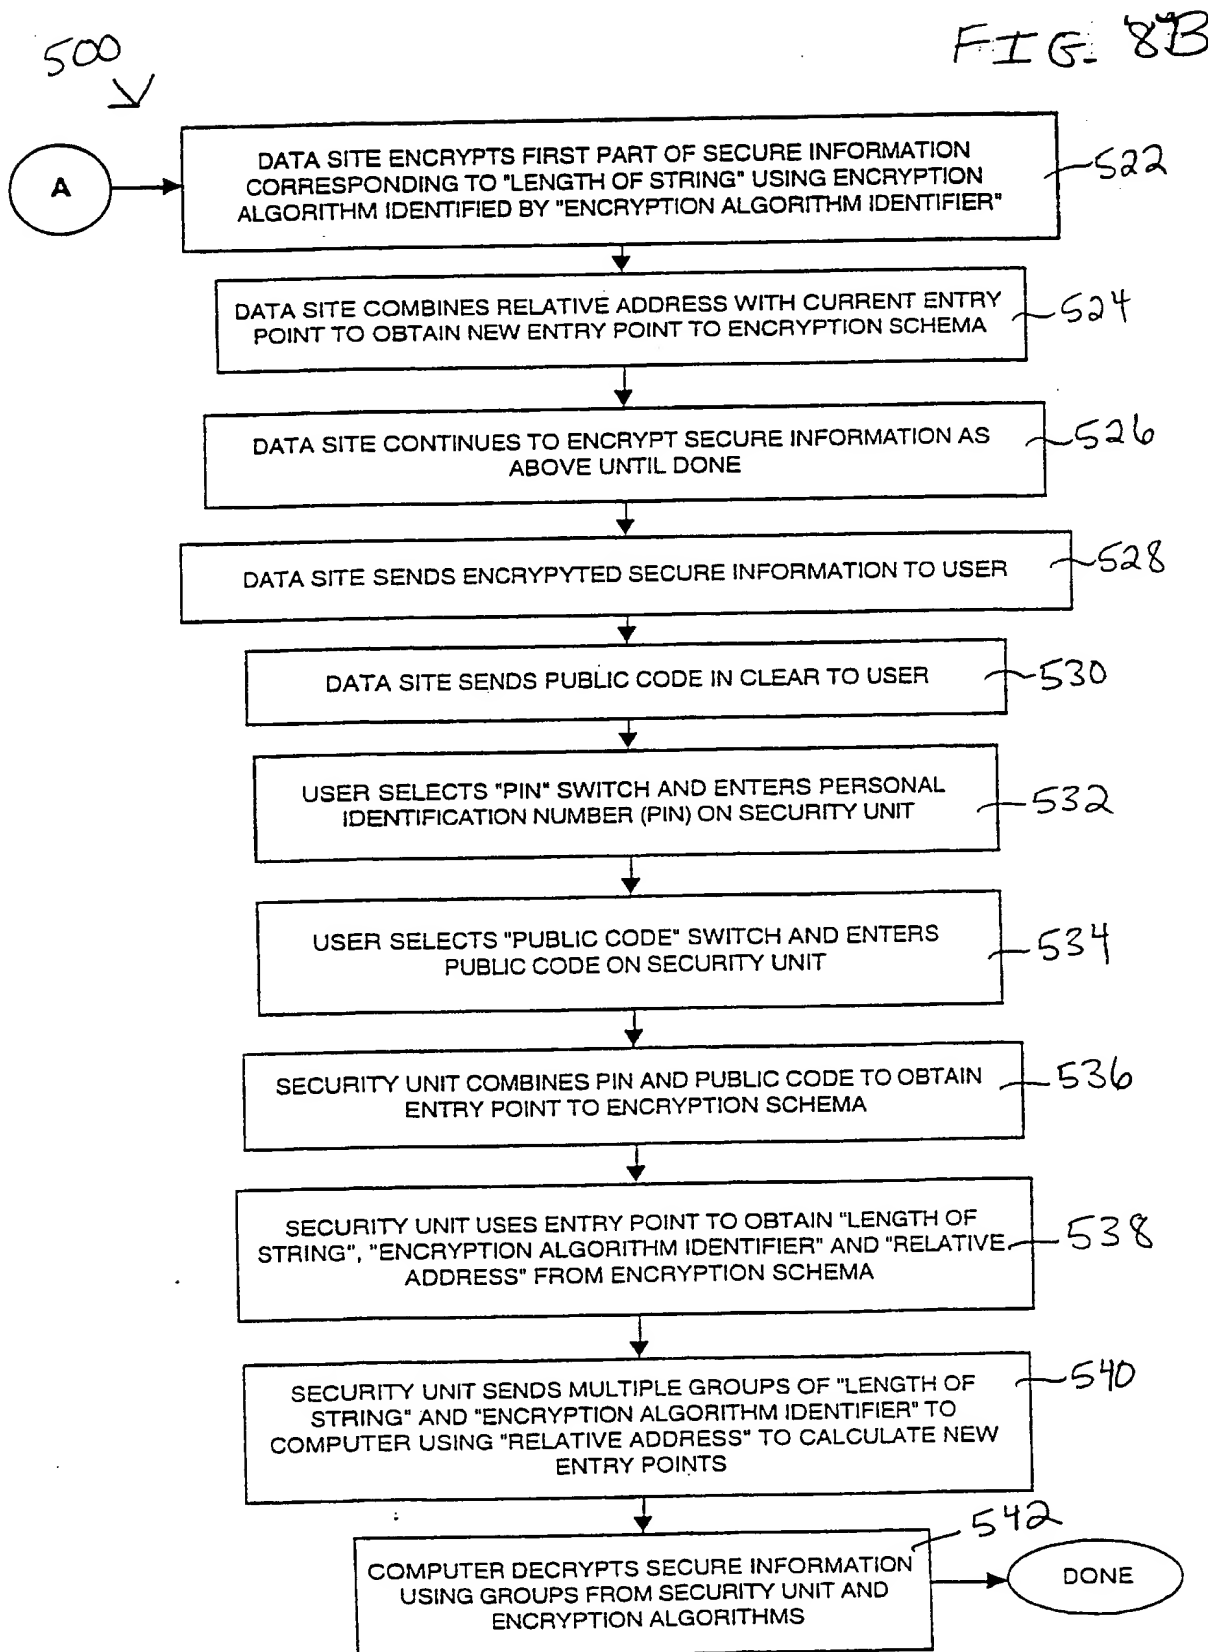 FIG. 8B
500
A
DATA SITE ENCRYPTS FIRST PART OF SECURE INFORMATION
CORRESPONDING TO "LENGTH OF STRING" USING ENCRYPTION
ALGORITHM IDENTIFIED BY "ENCRYPTION ALGORITHM IDENTIFIER"
522
DATA SITE COMBINES RELATIVE ADDRESS WITH CURRENT ENTRY
POINT TO OBTAIN NEW ENTRY POINT TO ENCRYPTION SCHEMA
524
DATA SITE CONTINUES TO ENCRYPT SECURE INFORMATION AS
ABOVE UNTIL DONE
526
DATA SITE SENDS ENCRYPYTED SECURE INFORMATION TO USER
528
DATA SITE SENDS PUBLIC CODE IN CLEAR TO USER
530
USER SELECTS "PIN" SWITCH AND ENTERS PERSONAL
IDENTIFICATION NUMBER (PIN) ON SECURITY UNIT
532
USER SELECTS "PUBLIC CODE" SWITCH AND ENTERS
PUBLIC CODE ON SECURITY UNIT
534
SECURITY UNIT COMBINES PIN AND PUBLIC CODE TO OBTAIN
ENTRY POINT TO ENCRYPTION SCHEMA
536
SECURITY UNIT USES ENTRY POINT TO OBTAIN "LENGTH OF
STRING", "ENCRYPTION ALGORITHM IDENTIFIER" AND "RELATIVE
ADDRESS" FROM ENCRYPTION SCHEMA
538
SECURITY UNIT SENDS MULTIPLE GROUPS OF "LENGTH OF
STRING" AND "ENCRYPTION ALGORITHM IDENTIFIER" TO
COMPUTER USING "RELATIVE ADDRESS" TO CALCULATE NEW
ENTRY POINTS
540
COMPUTER DECRYPTS SECURE INFORMATION
USING GROUPS FROM SECURITY UNIT AND
ENCRYPTION ALGORITHMS
542
DONE